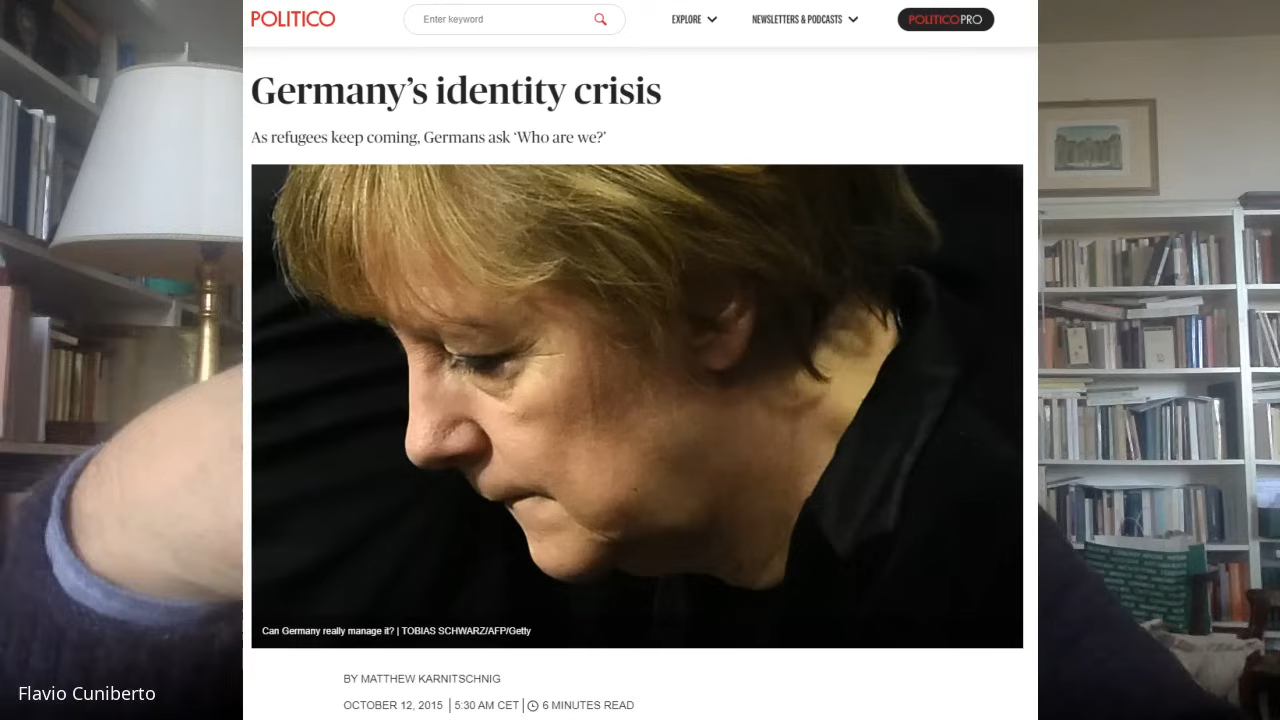 POLITICO
Enter keyword
EXPLORE
NEWSLETTERS & PODCASTS
POLITICOPRO
Germany’s identity crisis
As refugees keep coming, Germans ask ‘Who are we?’
Can Germany really manage it? | TOBIAS SCHWARZ/AFP/Getty
BY MATTHEW KARNITSCHNIG
OCTOBER 12, 2015 | 5:30 AM CET | 6 MINUTES READ
Flavio Cuniberto